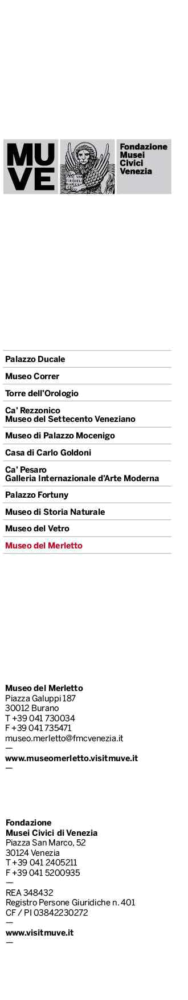 MU
VE
Fondazione
Musei
Civici
Venezia
Palazzo Ducale
Museo Correr
Torre dell’Orologio
Ca’ Rezzonico
Museo del Settecento Veneziano
Museo di Palazzo Mocenigo
Casa di Carlo Goldoni
Ca’ Pesaro
Galleria Internazionale d’Arte Moderna
Palazzo Fortuny
Museo di Storia Naturale
Museo del Vetro
Museo del Merletto
Museo del Merletto
Piazza Galuppi 187
30012 Burano
T +39 041 730034
F +39 041 735471
museo.merletto@fmcvenezia.it
—
www.museomerletto.visitmuve.it
—
Fondazione
Musei Civici di Venezia
Piazza San Marco, 52
30124 Venezia
T +39 041 2405211
F +39 041 5200935
—
REA 348432
Registro Persone Giuridiche n. 401
CF / PI 03842230272
—
www.visitmuve.it
—